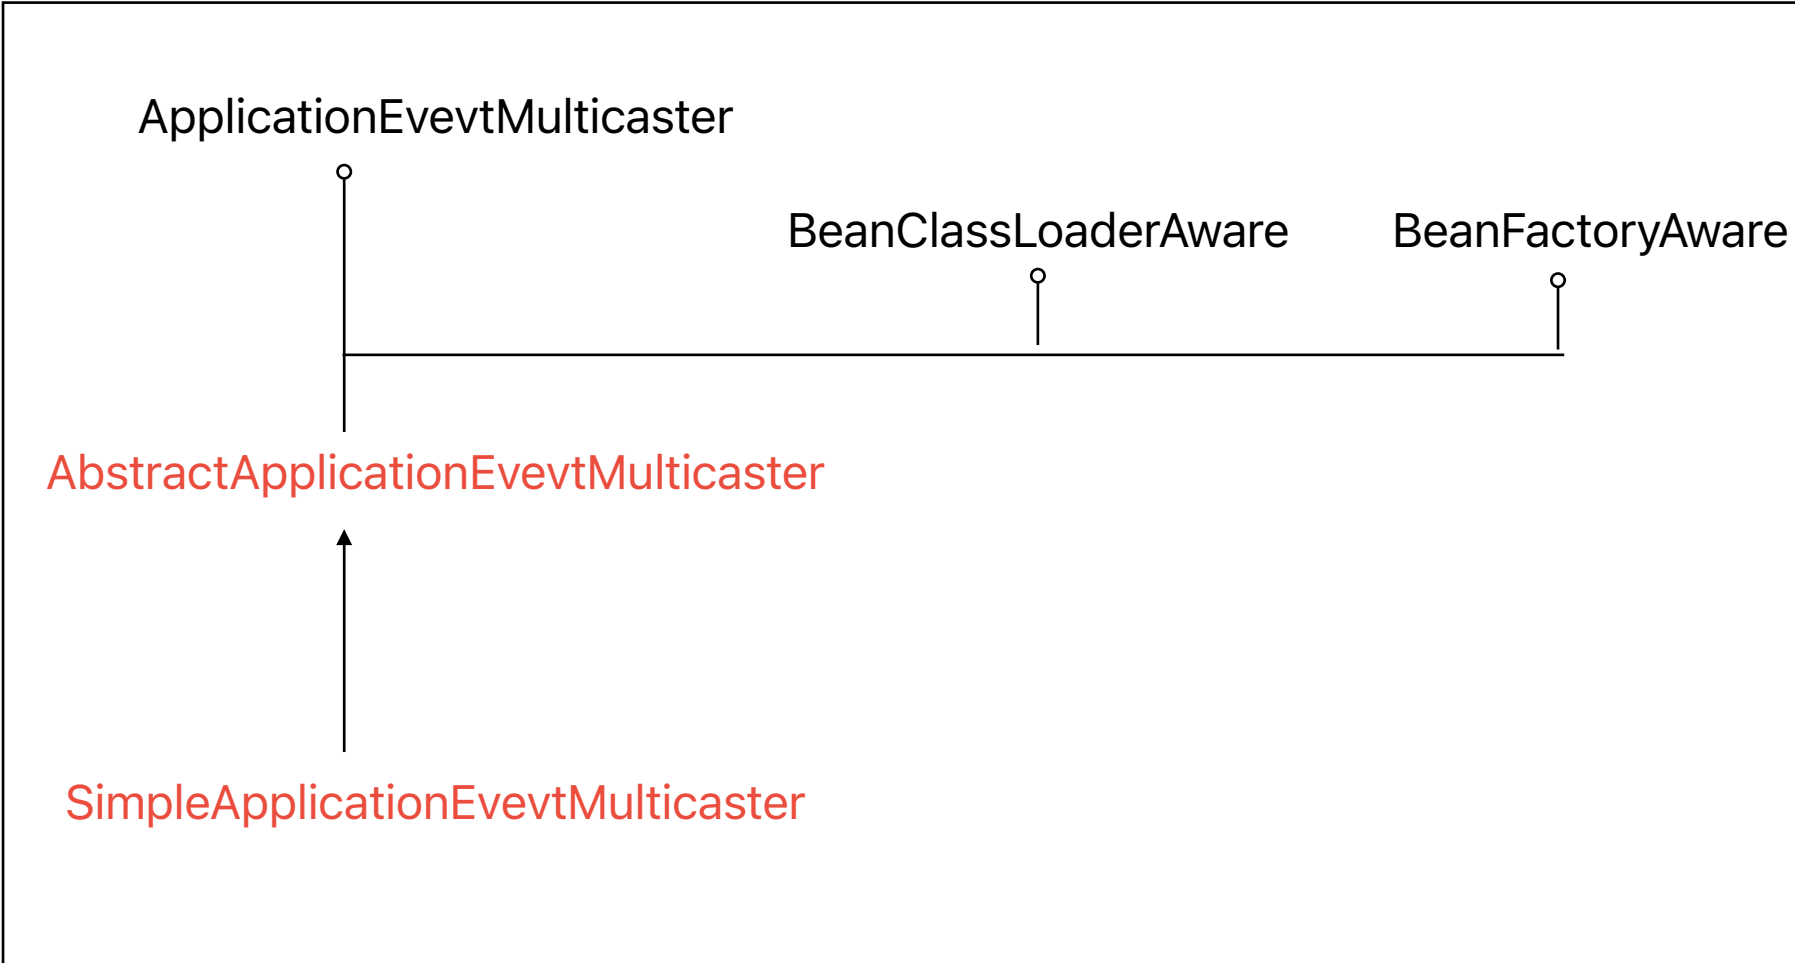 ApplicationEvevtMulticaster
BeanClassLoaderAware
BeanFactoryAware
AbstractApplicationEvevtMulticaster
SimpleApplicationEvevtMulticaster